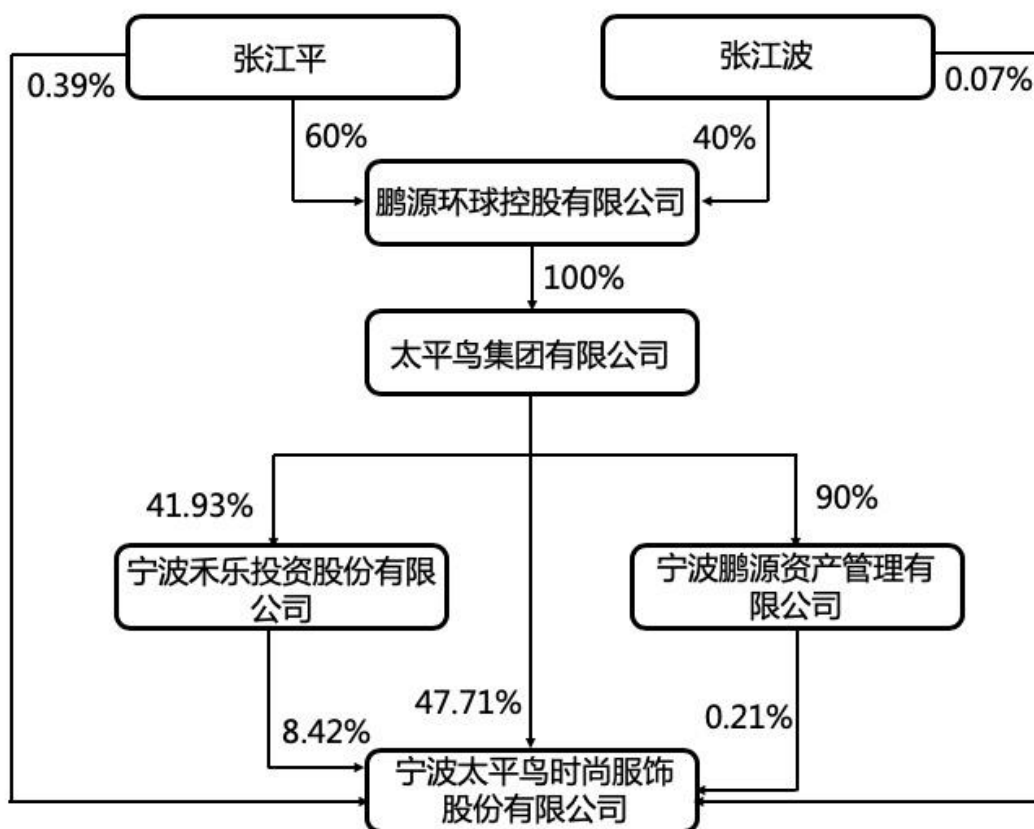 张江平
张江波
0.39%
0.07%
60%
40%
鹏源环球控股有限公司
100%
太平鸟集团有限公司
41.93%
90%
宁波禾乐投资股份有限
公司
宁波鹏源资产管理有
限公司
8.42%
47.71%
0.21%
宁波太平鸟时尚服饰
股份有限公司